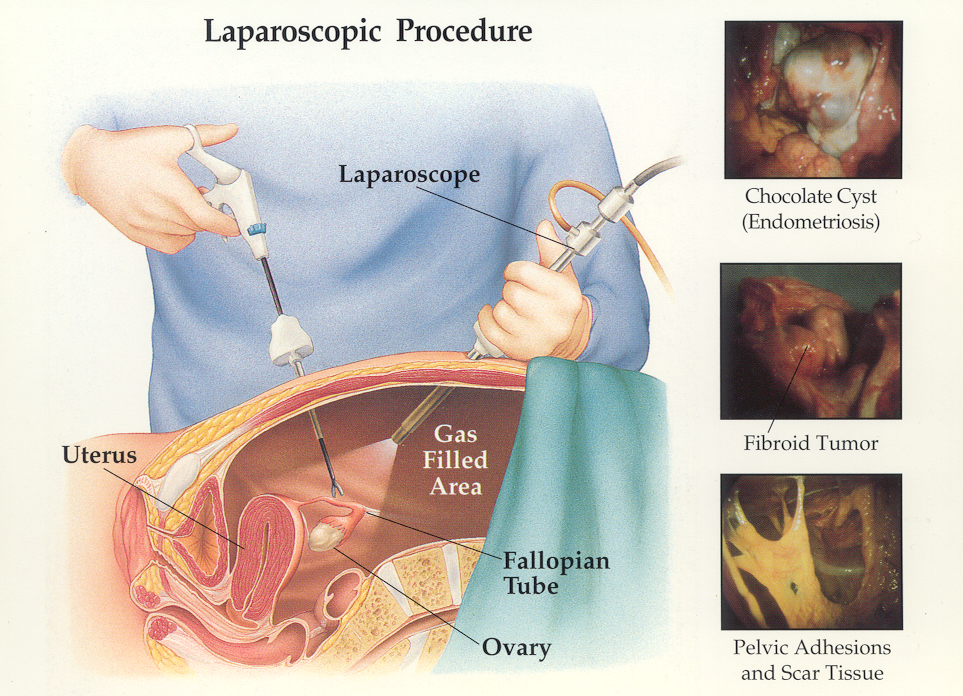 Laparoscopic Procedure
Laparoscope
Uterus
Gas
Filled
Area
Fallopian
Tube
Ovary
Chocolate Cyst
(Endometriosis)
Fibroid Tumor
Pelvic Adhesions
and Scar Tissue